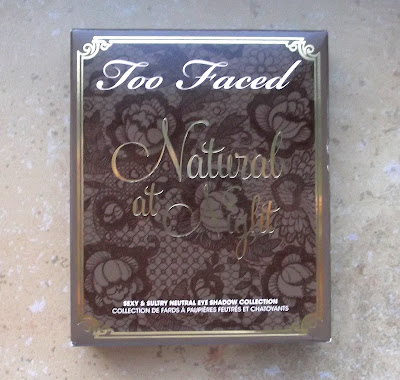 Too Faced
Natural
at Night
SEXY & SULTRY NEUTRAL EYE SHADOW COLLECTION
COLLECTION DE FARDS À PAUPIÈRES FEUTRÉS ET CHATOYANTS